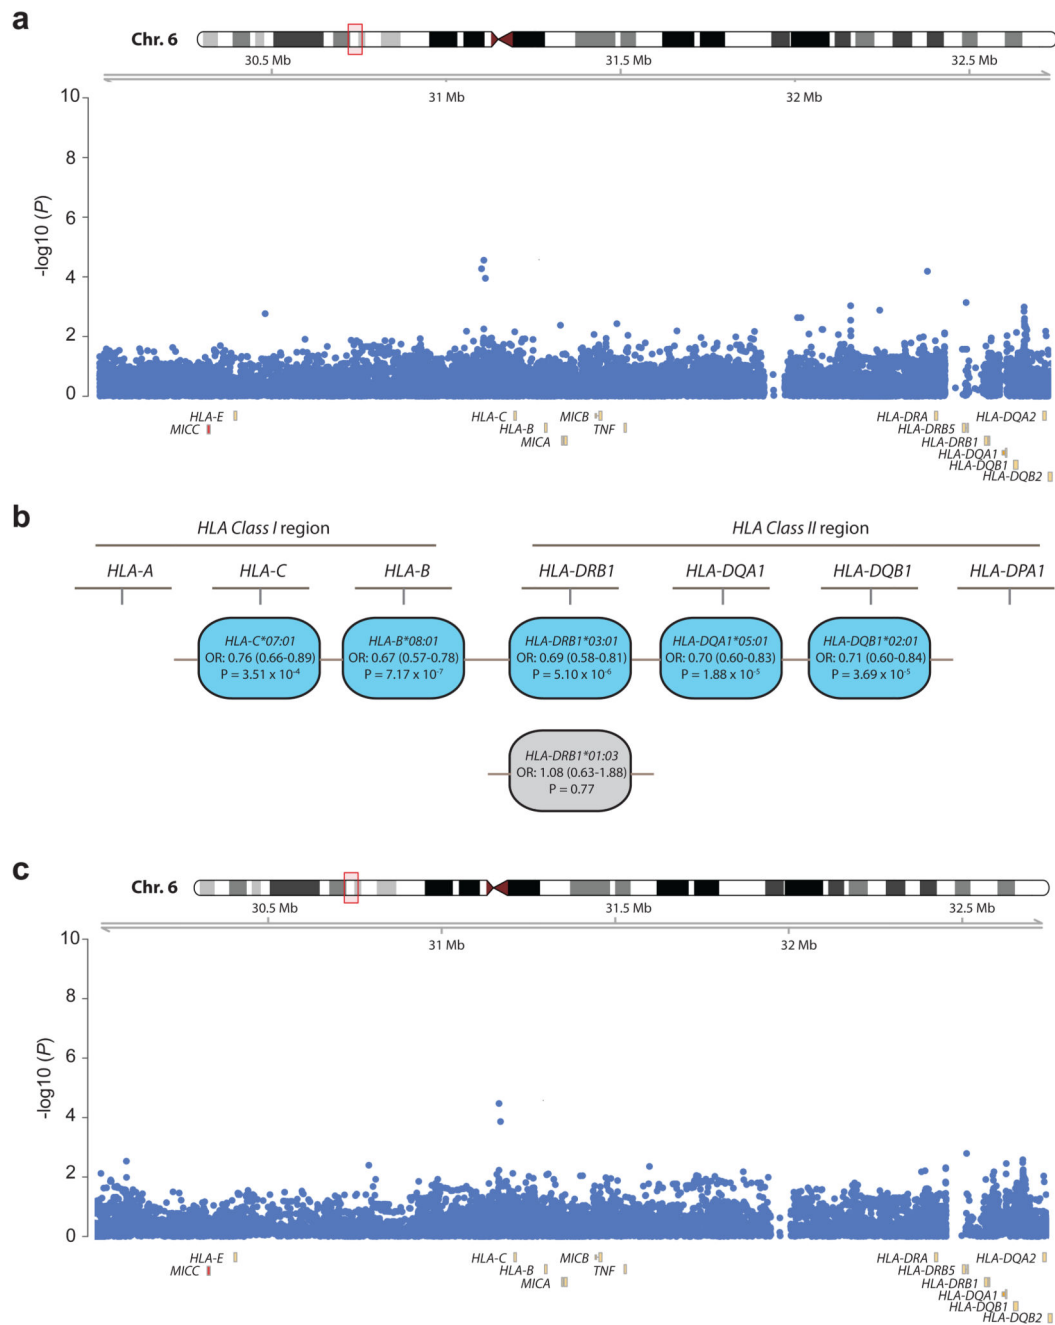 a
Chr. 6
30.5 Mb 31.5 Mb 32.5 Mb
31 Mb 32 Mb
10
8
6
4
2
0
-log10 (P)
HLA-E HLA-C MICB HLA-DRA HLA-DQA2
MICC HLA-B TNF HLA-DRB5
MICA HLA-DRB1
HLA-DQA1
HLA-DQB1
HLA-DQB2
b
HLA Class I region HLA Class II region
HLA-A HLA-C HLA-B HLA-DRB1 HLA-DQA1 HLA-DQB1 HLA-DPA1
HLA-C*07:01 HLA-B*08:01 HLA-DRB1*03:01 HLA-DQA1*05:01 HLA-DQB1*02:01
OR: 0.76 (0.66-0.89) OR: 0.67 (0.57-0.78) OR: 0.69 (0.58-0.81) OR: 0.70 (0.60-0.83) OR: 0.71 (0.60-0.84)
P = 3.51 x 10⁻⁴ P = 7.17 x 10⁻⁷ P = 5.10 x 10⁻⁶ P = 1.88 x 10⁻⁵ P = 3.69 x 10⁻⁵
HLA-DRB1*01:03
OR: 1.08 (0.63-1.88)
P = 0.77
c
Chr. 6
30.5 Mb 31.5 Mb 32.5 Mb
31 Mb 32 Mb
10
8
6
4
2
0
-log10 (P)
HLA-E HLA-C MICB HLA-DRA HLA-DQA2
MICC HLA-B TNF HLA-DRB5
MICA HLA-DRB1
HLA-DQA1
HLA-DQB1
HLA-DQB2